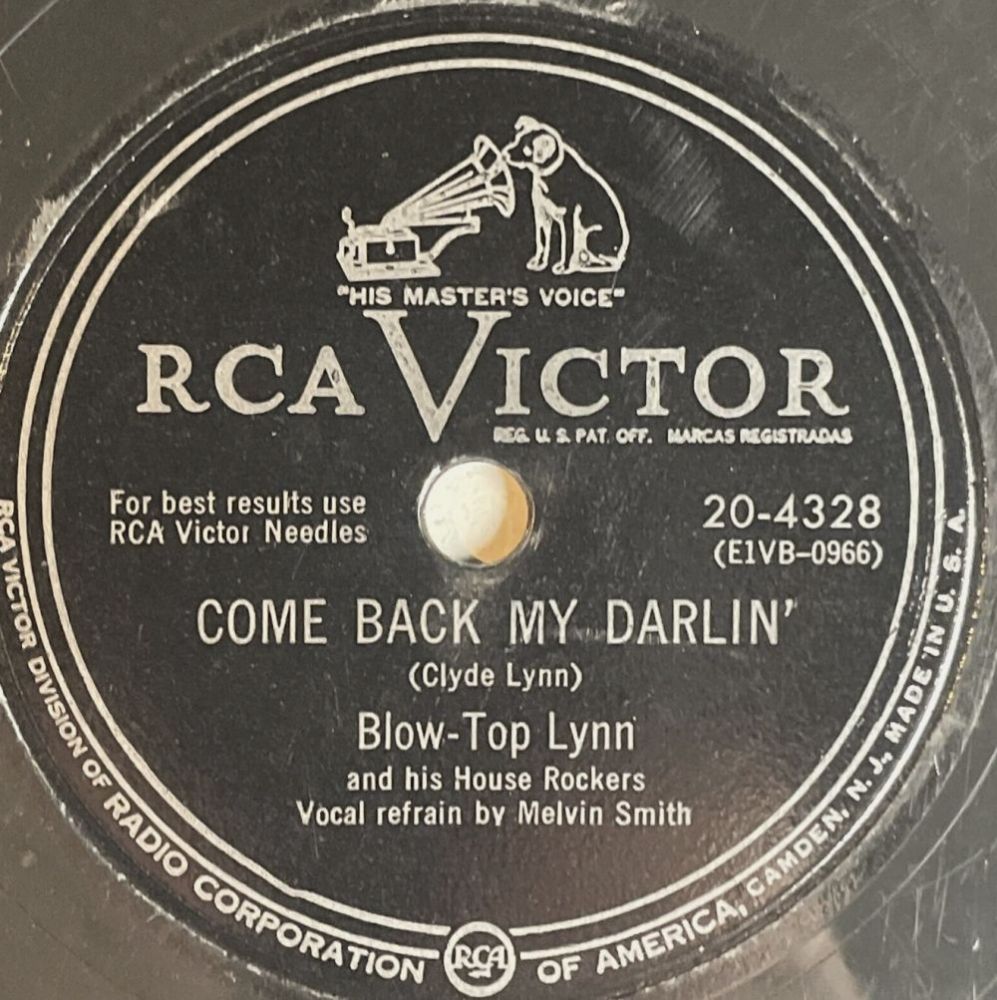 "HIS MASTER'S VOICE"
RCA VICTOR
REG. U. S. PAT. OFF. MARCAS REGISTRADAS
For best results use
RCA Victor Needles
20-4328
(E1VB-0966)
COME BACK MY DARLIN'
(Clyde Lynn)
Blow-Top Lynn
and his House Rockers
Vocal refrain by Melvin Smith
RCA VICTOR DIVISION OF RADIO CORPORATION RCA OF AMERICA, CAMDEN, N. J., MADE IN U. S. A.